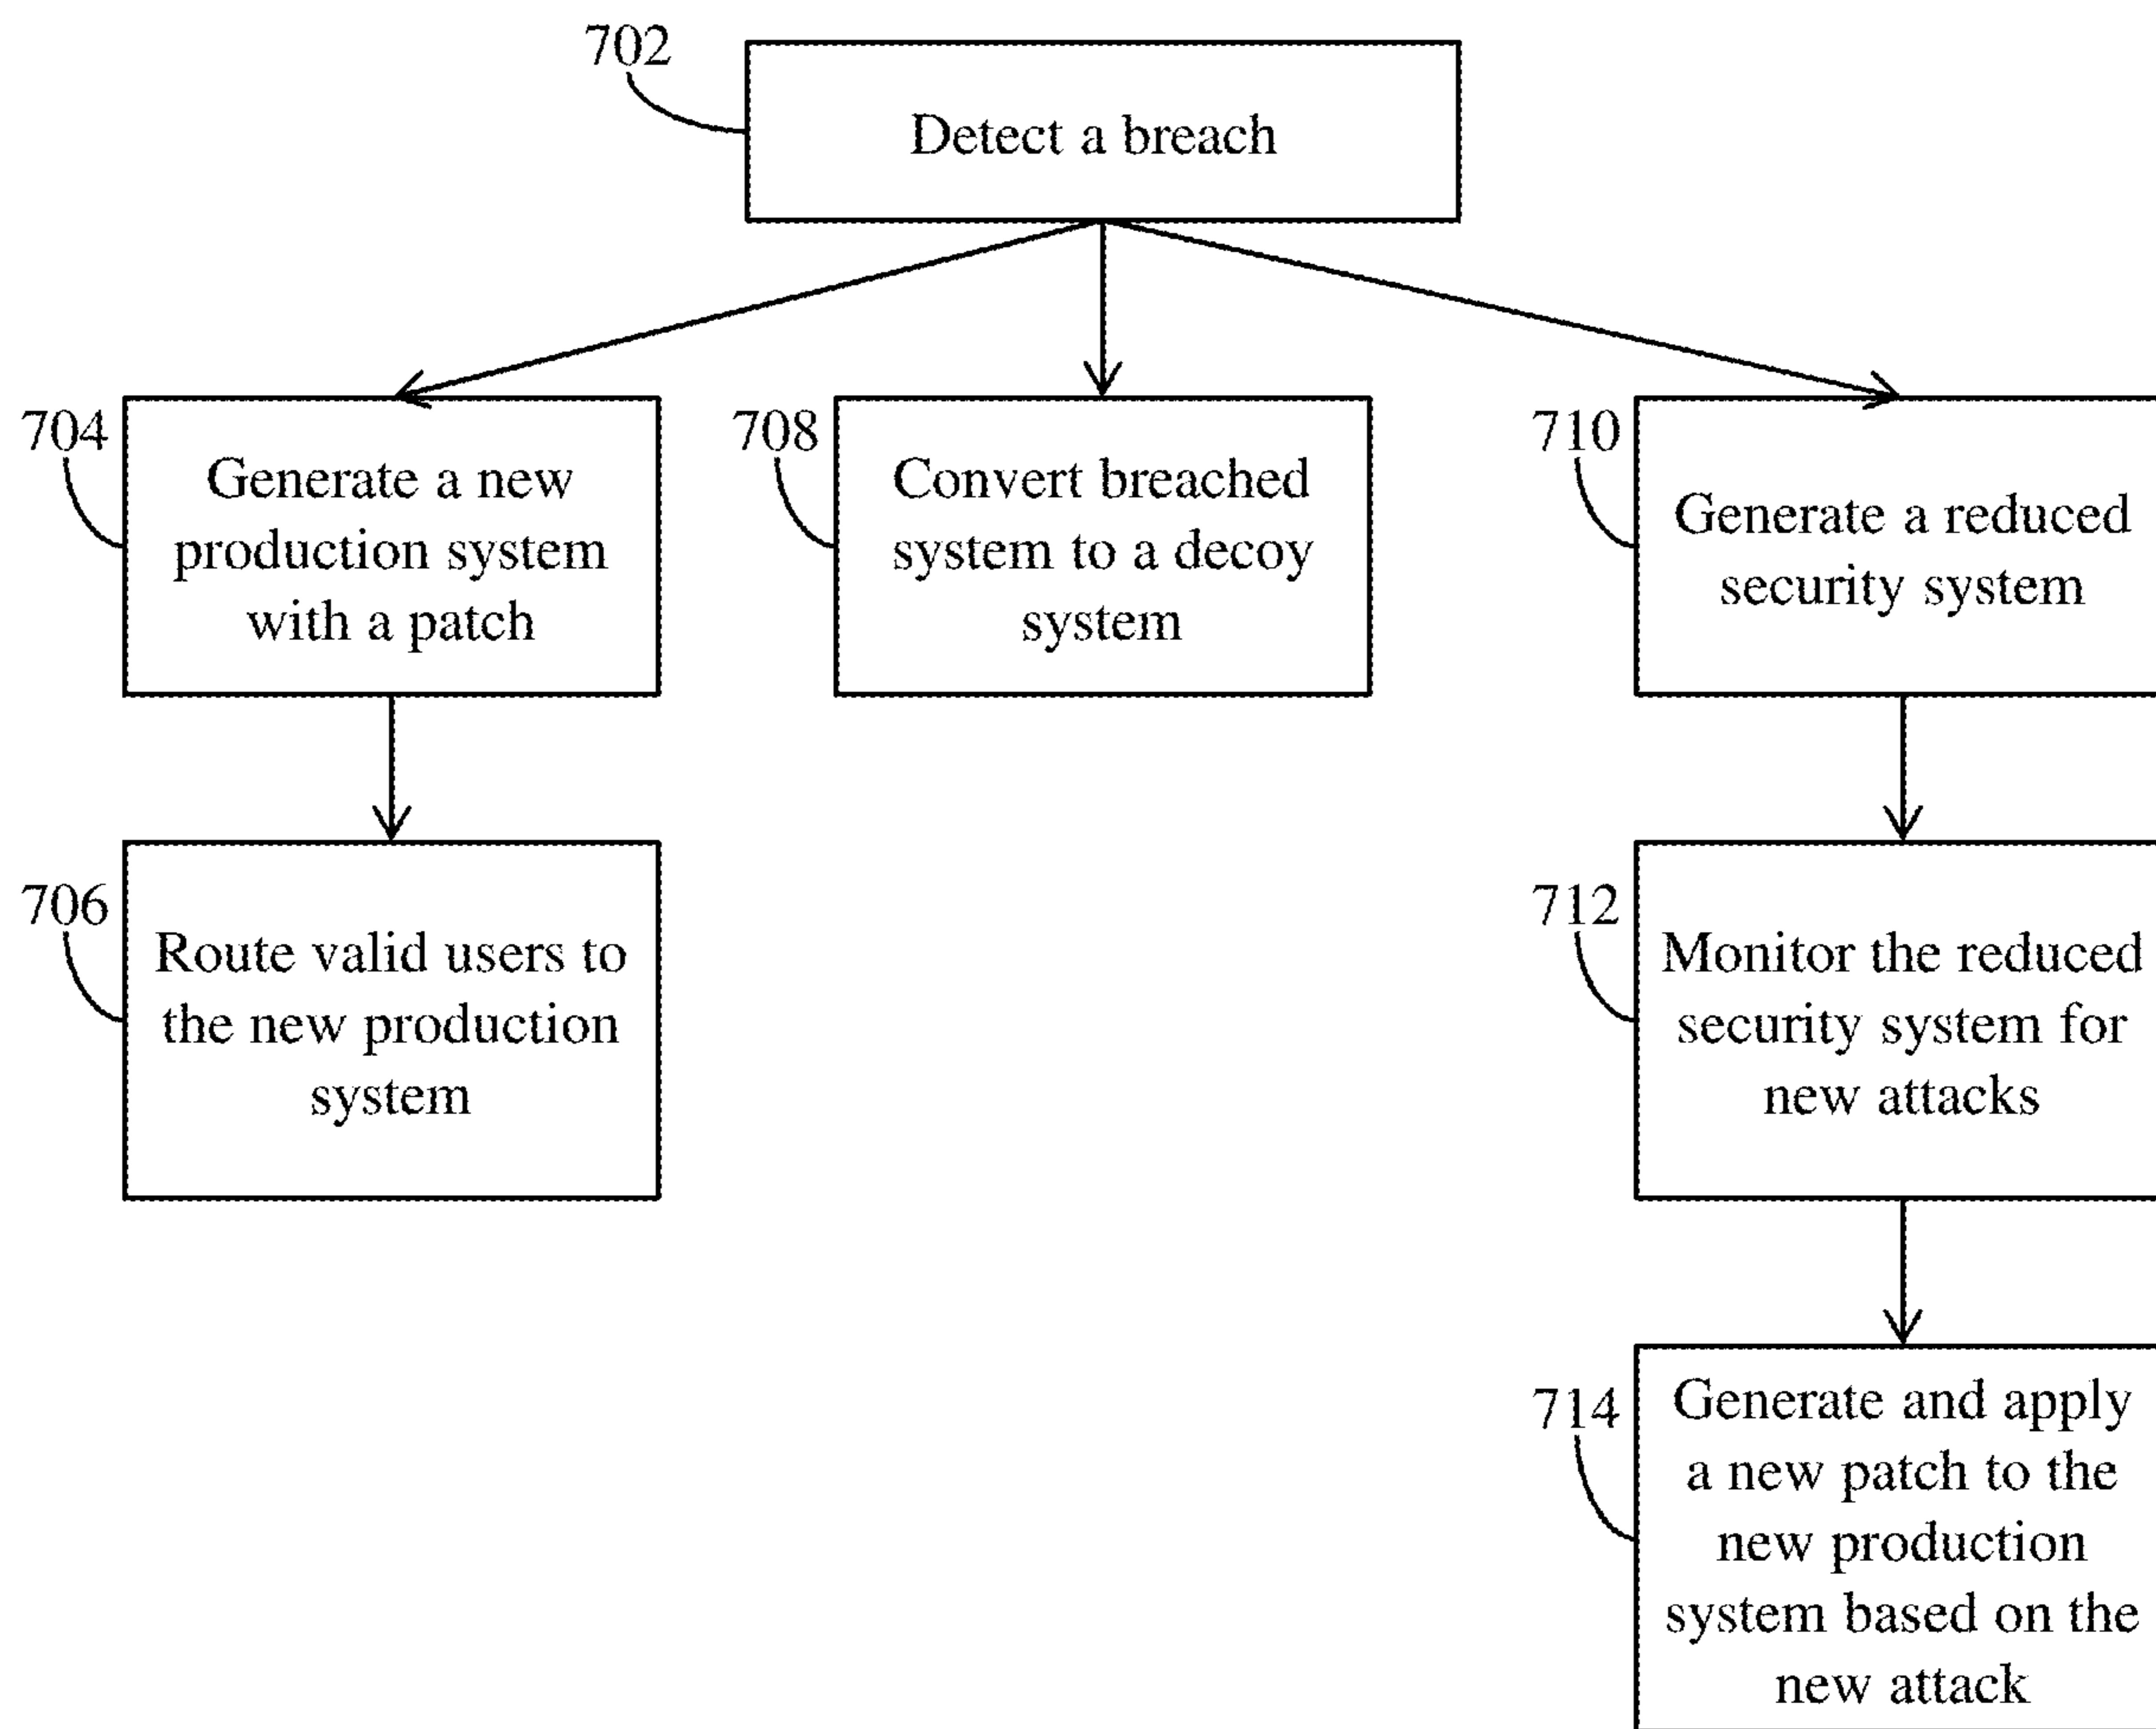 702
Detect a breach
704
Generate a new
production system
with a patch
708
Convert breached
system to a decoy
system
710
Generate a reduced
security system
706
Route valid users to
the new production
system
712
Monitor the reduced
security system for
new attacks
714
Generate and apply
a new patch to the
new production
system based on the
new attack